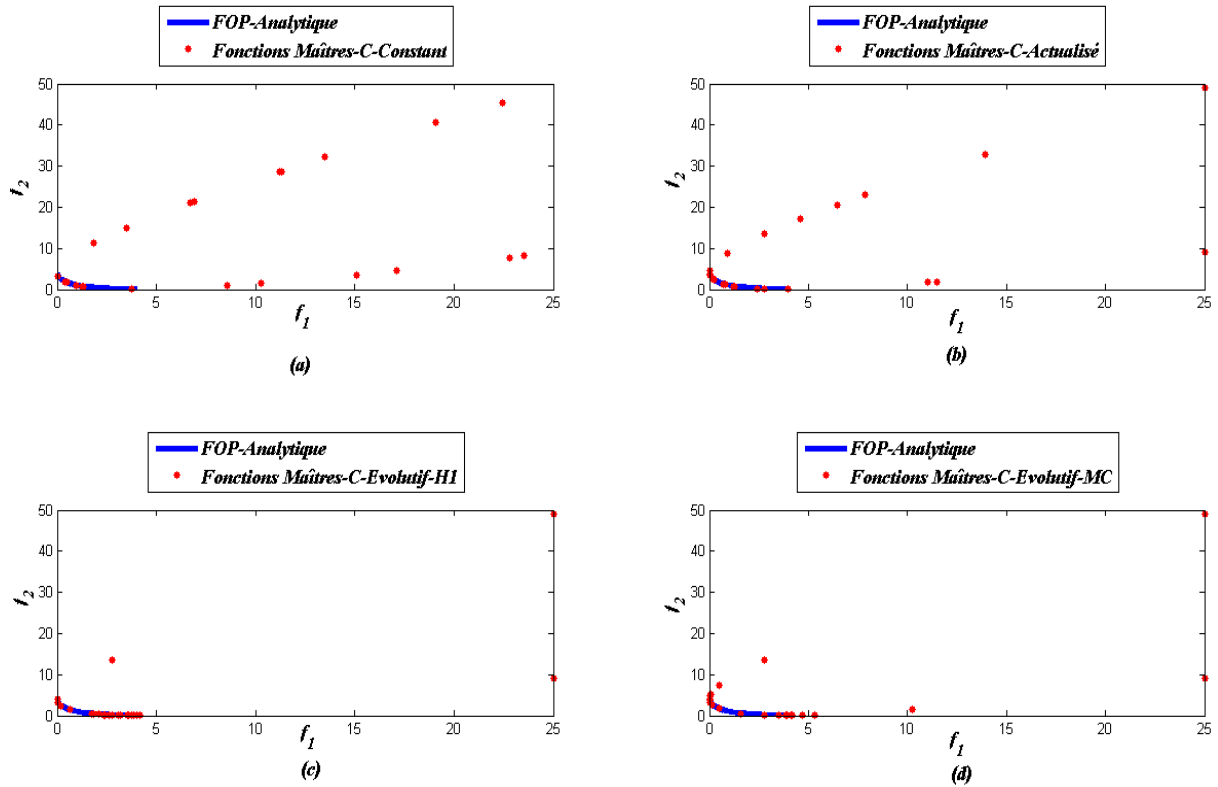 FOP-Analytique
Fonctions Maîtres-C-Constant
50
40
30
20
10
0
f2
0
5
10
15
20
25
f1
(a)
FOP-Analytique
Fonctions Maîtres-C-Actualisé
50
40
30
20
10
0
f2
0
5
10
15
20
25
f1
(b)
FOP-Analytique
Fonctions Maîtres-C-Evolutif-H1
50
40
30
20
10
0
f2
0
5
10
15
20
25
f1
(c)
FOP-Analytique
Fonctions Maîtres-C-Evolutif-MC
50
40
30
20
10
0
f2
0
5
10
15
20
25
f1
(d)